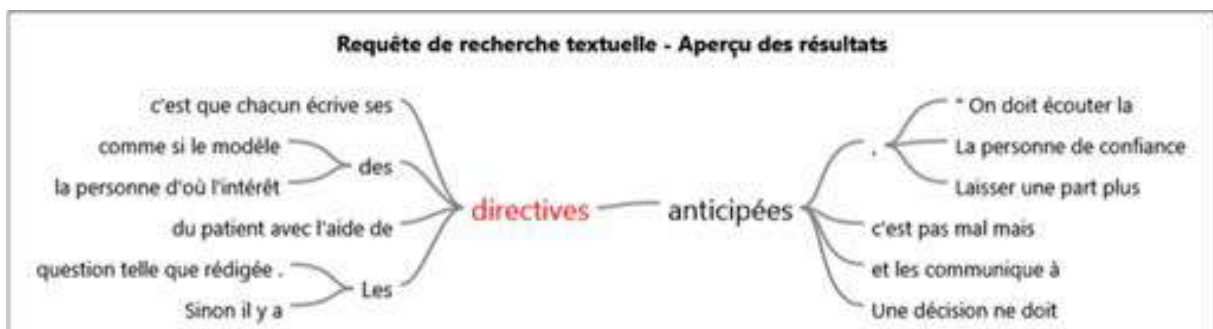 Requête de recherche textuelle - Aperçu des résultats
c'est que chacun écrive ses
comme si le modèle
la personne d'où l'intérêt
des
du patient avec l'aide de
question telle que rédigée .
Sinon il y a
Les
directives
anticipées
,
" On doit écouter la
La personne de confiance
Laisser une part plus
c'est pas mal mais
et les communique à
Une décision ne doit